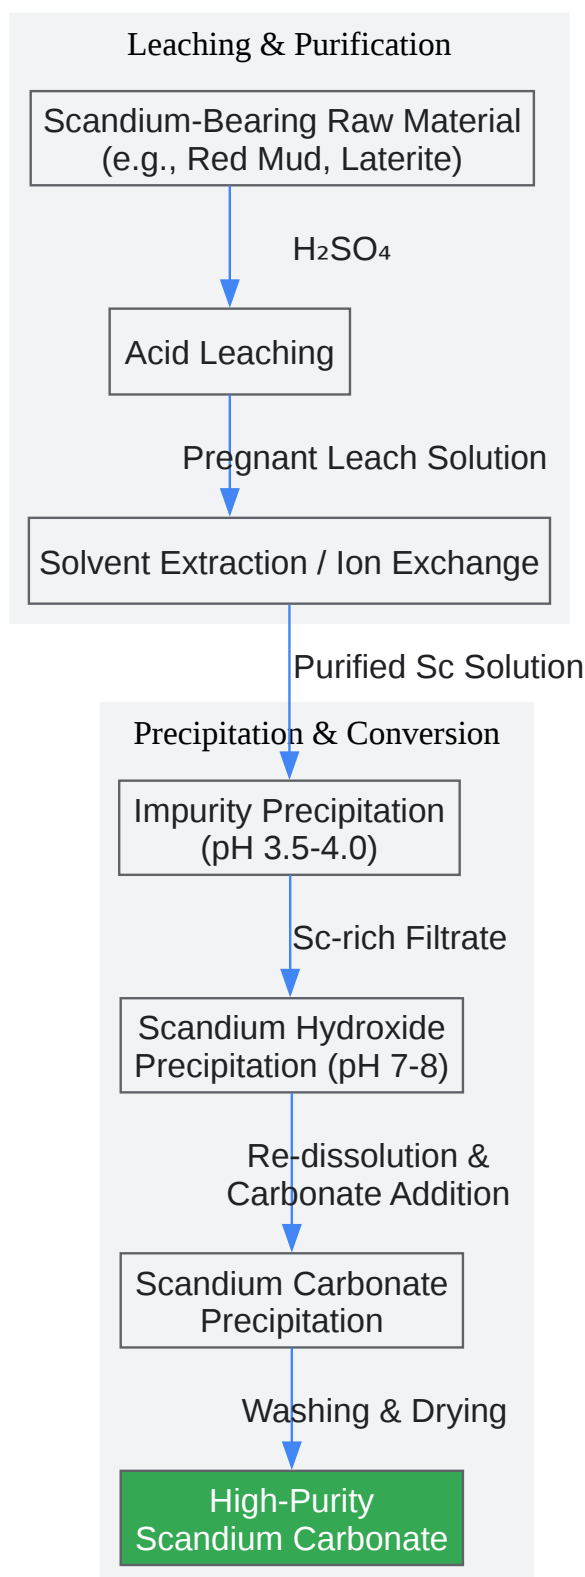 Leaching & Purification
Scandium-Bearing Raw Material
(e.g., Red Mud, Laterite)
H₂SO₄
Acid Leaching
Pregnant Leach Solution
Solvent Extraction / Ion Exchange
Purified Sc Solution
Precipitation & Conversion
Impurity Precipitation
(pH 3.5-4.0)
Sc-rich Filtrate
Scandium Hydroxide
Precipitation (pH 7-8)
Re-dissolution &
Carbonate Addition
Scandium Carbonate
Precipitation
Washing & Drying
High-Purity
Scandium Carbonate